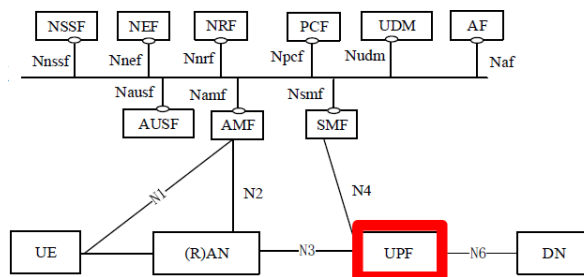 NSSF NEF NRF PCF UDM AF
Nnssf Nnef Nnrf Npcf Nudm Naf
Nausf Namf Nsmf
AUSF AMF SMF
N1 N2 N4
UE (R)AN N3 UPF N6 DN